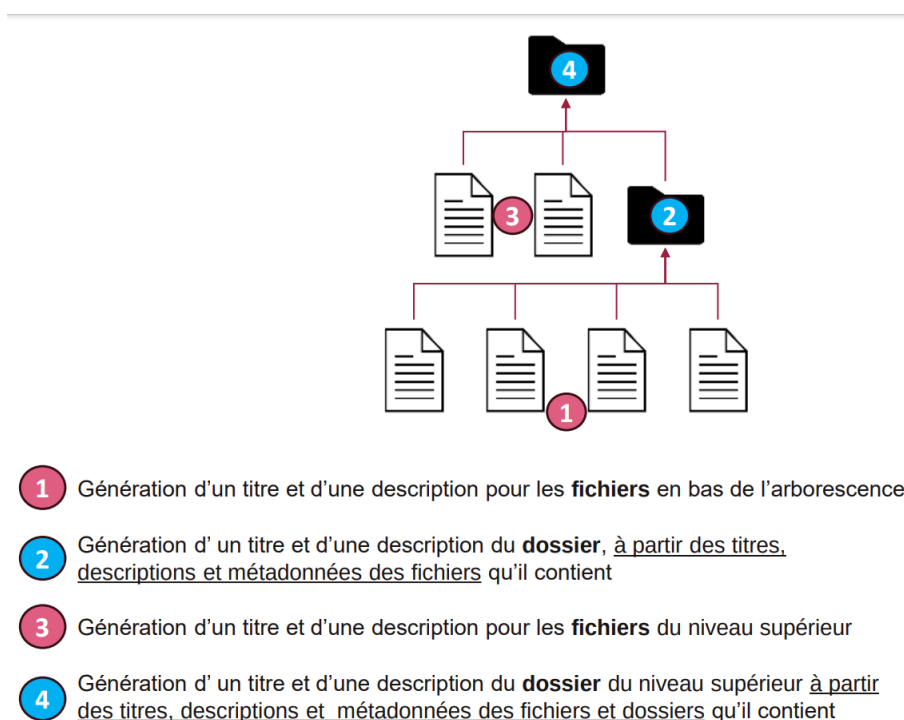 4
3
2
1
1 Génération d’un titre et d’une description pour les fichiers en bas de l’arborescence
2 Génération d’ un titre et d’une description du dossier, à partir des titres,
descriptions et métadonnées des fichiers qu’il contient
3 Génération d’un titre et d’une description pour les fichiers du niveau supérieur
4 Génération d’ un titre et d’une description du dossier du niveau supérieur à partir
des titres, descriptions et métadonnées des fichiers et dossiers qu’il contient